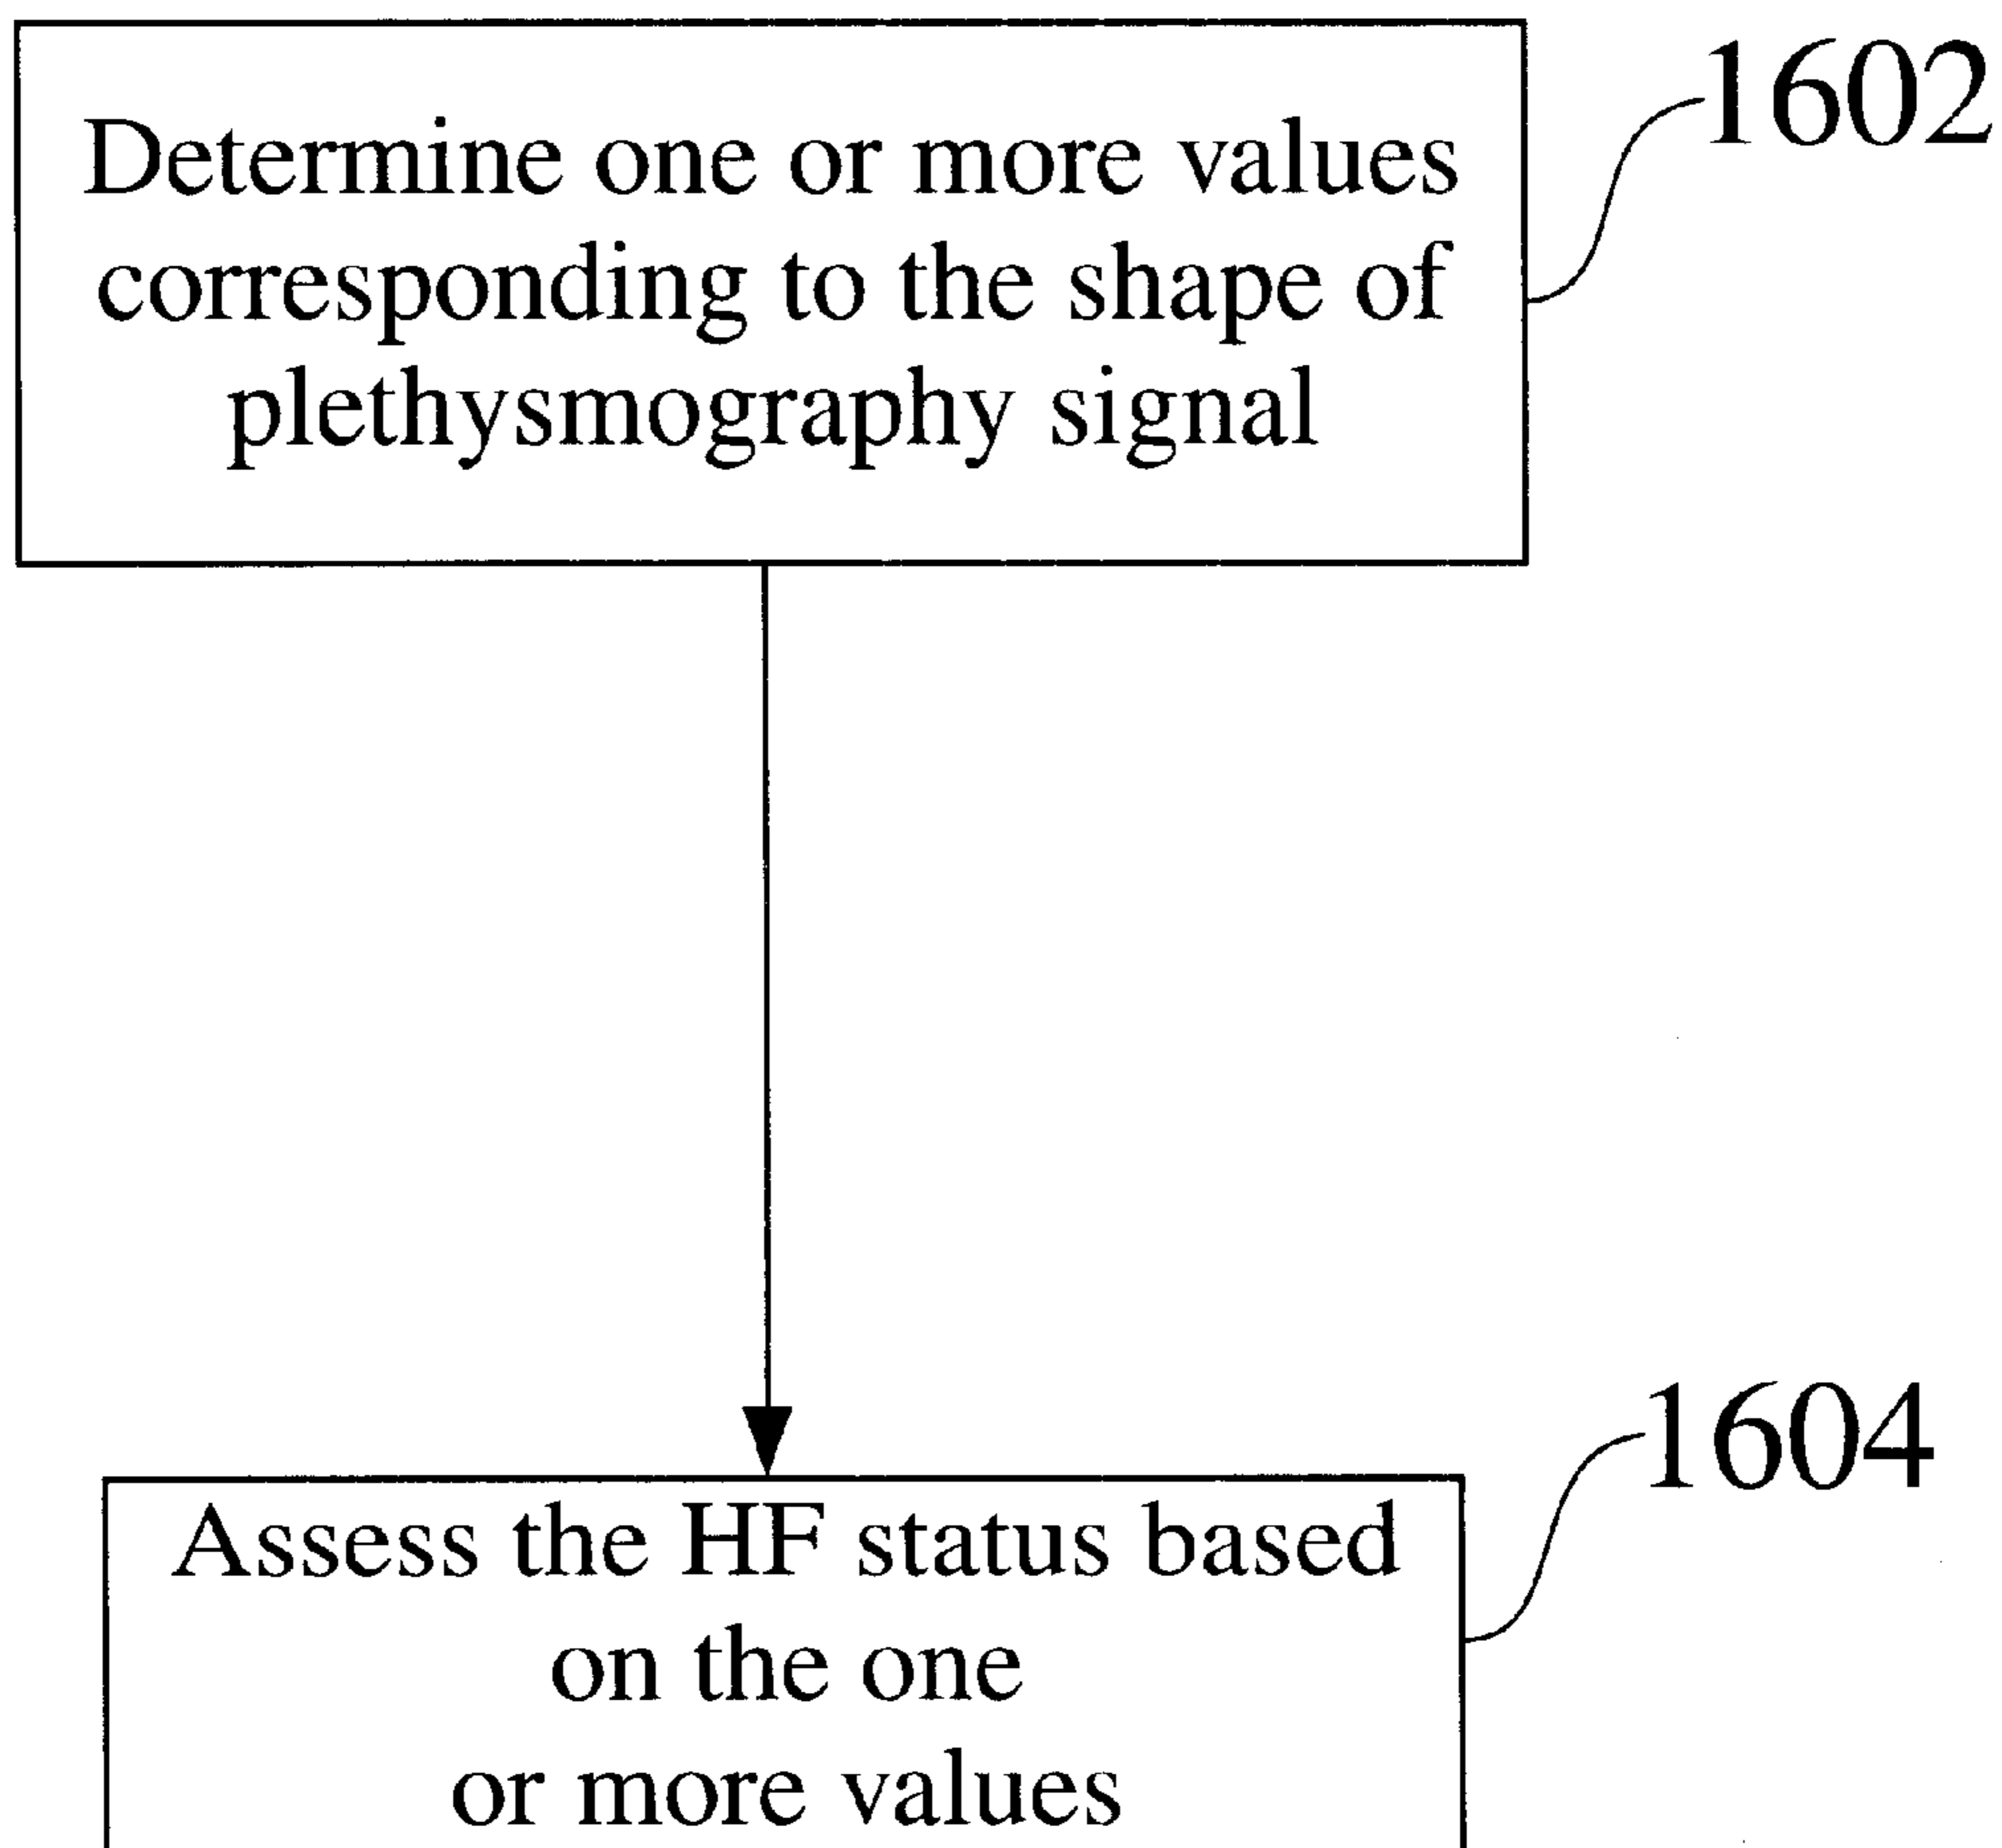 Determine one or more values
corresponding to the shape of
plethysmography signal
1602
1604
Assess the HF status based
on the one
or more values